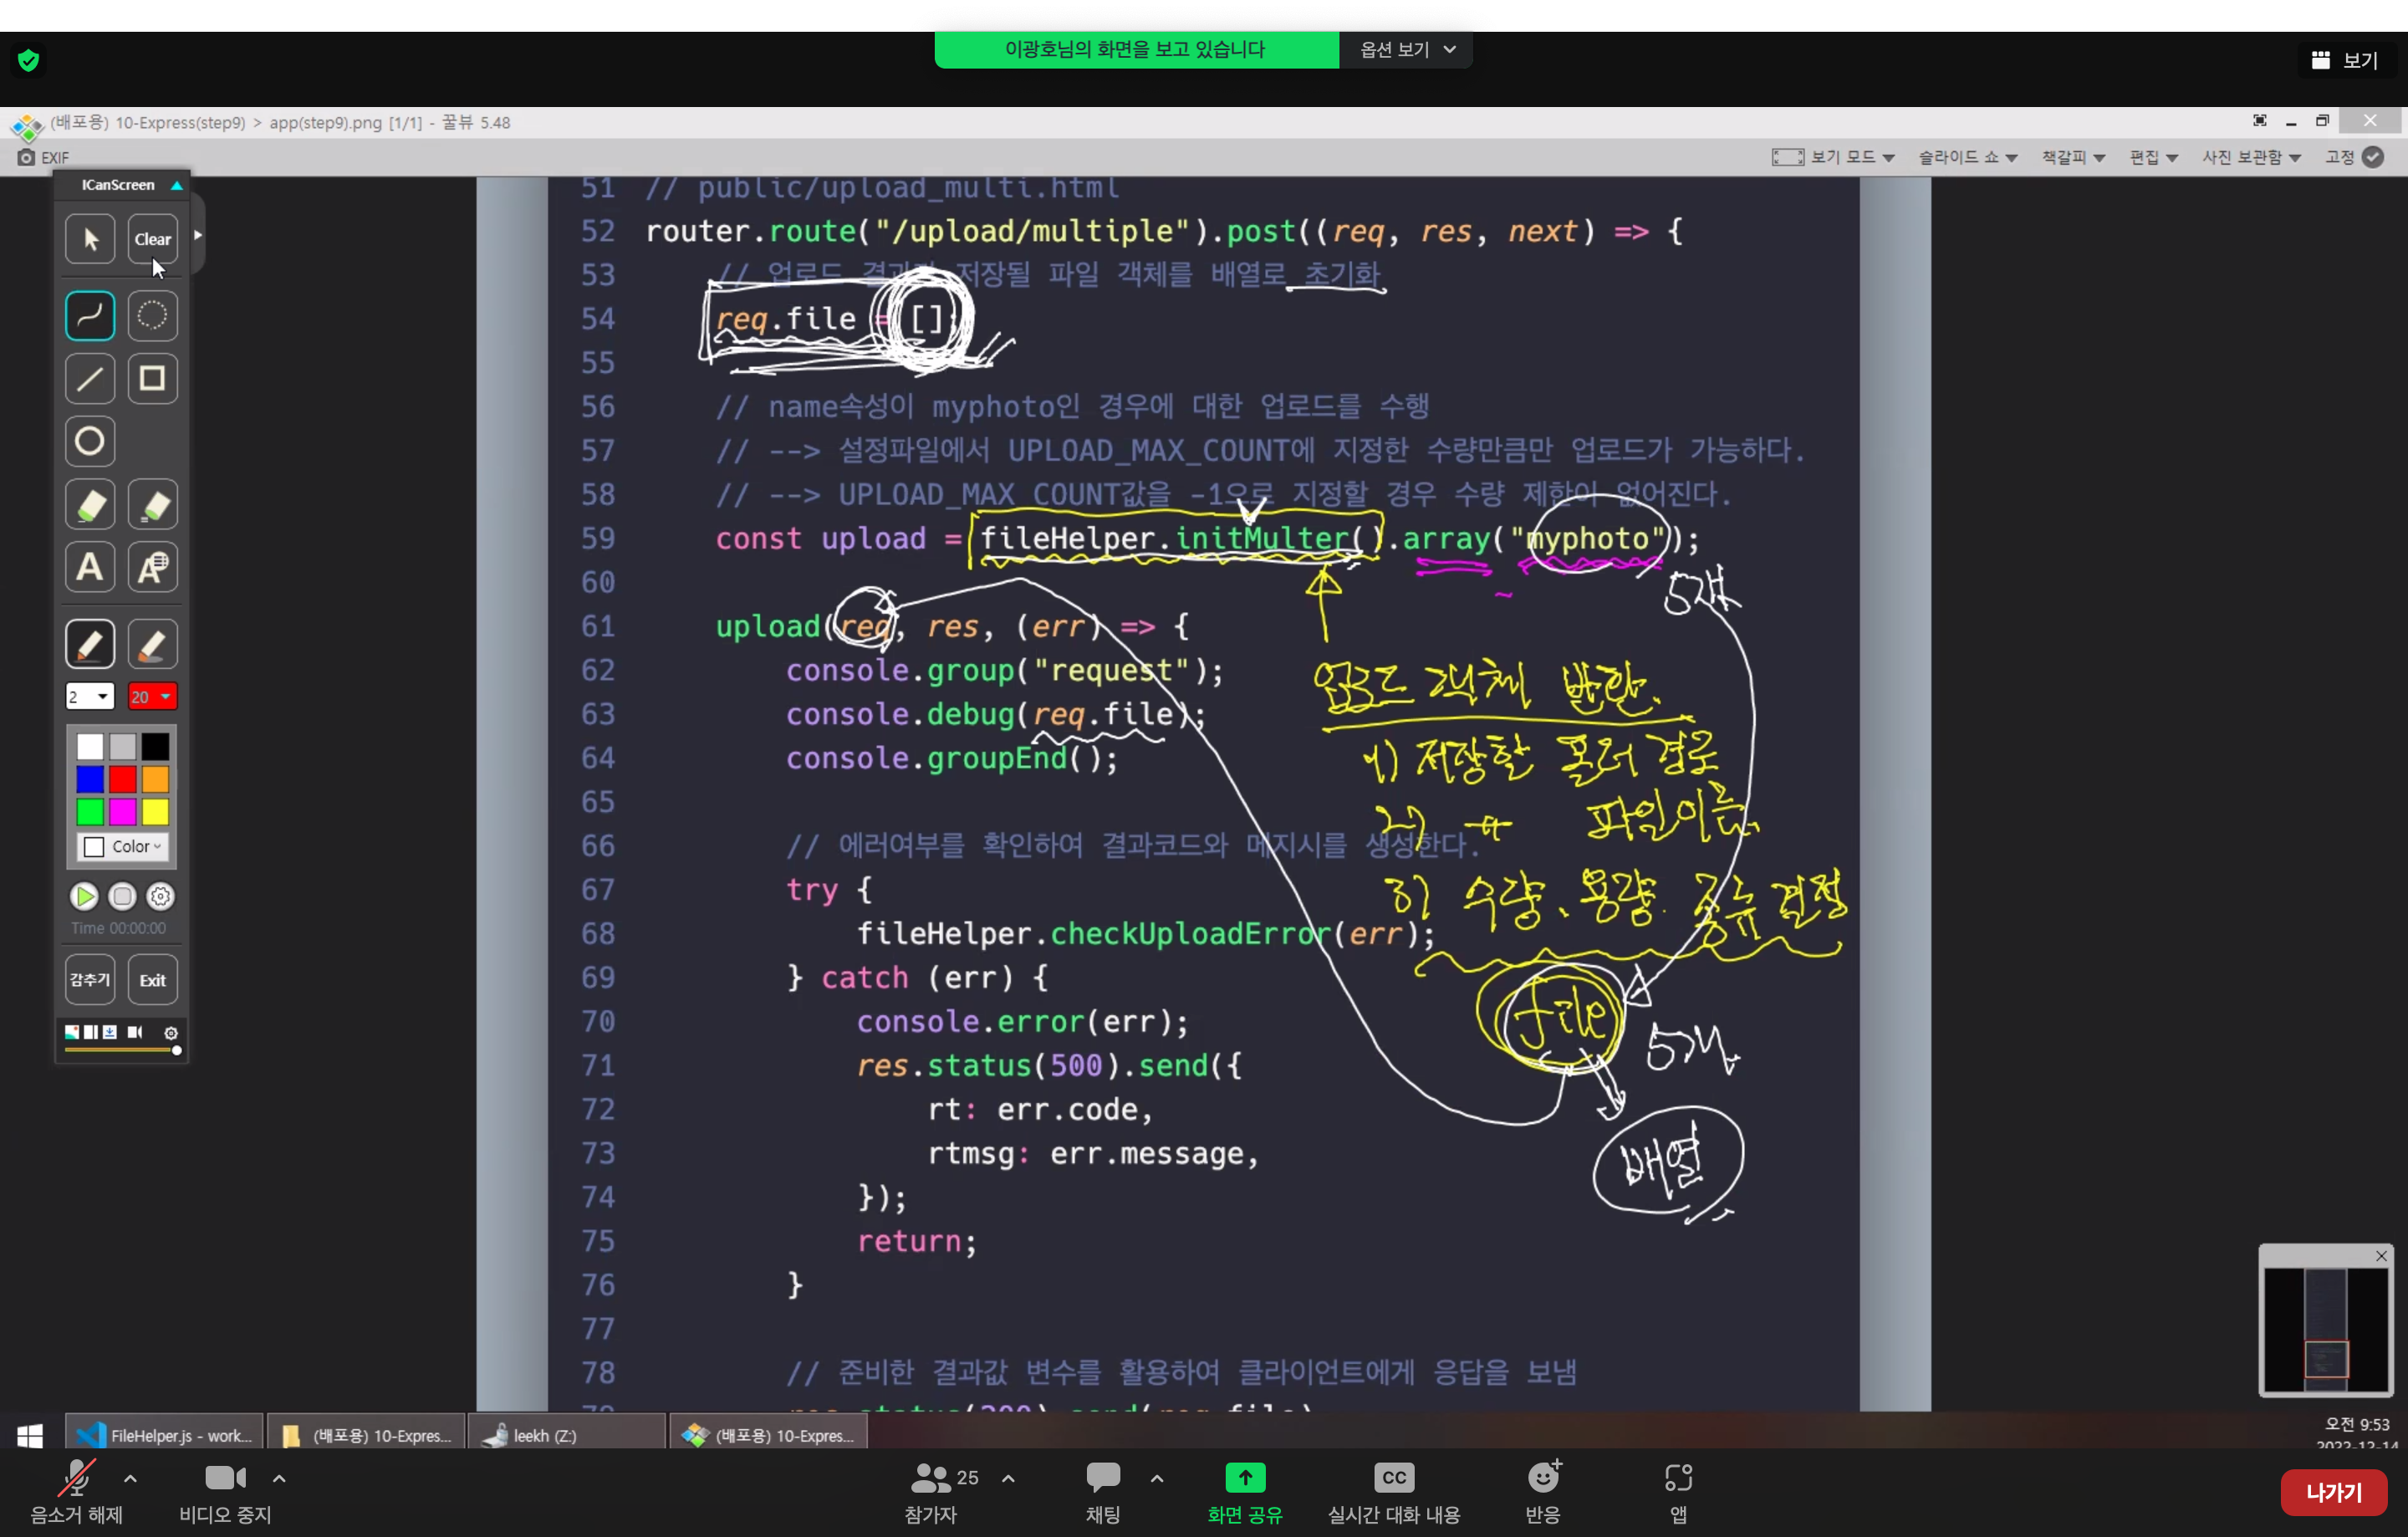 이광호님의 화면을 보고 있습니다 옵션 보기
보기
(배포용) 10-Express(step9) > app(step9).png [1/1] - 꿀뷰 5.48
EXIF
보기 모드 슬라이드 쇼 책갈피 편집 사진 보관함 고정
ICanScreen
Clear
2 20
Color
Time 00:00:00
감추기 Exit
51 // public/upload_multi.html
52 router.route("/upload/multiple").post((req, res, next) => {
53 // 업로드 결과가 저장될 파일 객체를 배열로 초기화
54 req.file = [];
55
56 // name속성이 myphoto인 경우에 대한 업로드를 수행
57 // --> 설정파일에서 UPLOAD_MAX_COUNT에 지정한 수량만큼만 업로드가 가능하다.
58 // --> UPLOAD_MAX_COUNT값을 -1으로 지정할 경우 수량 제한이 없어진다.
59 const upload = fileHelper.initMulter().array("myphoto");
60
5개
61 upload(req, res, (err) => {
62 console.group("request");
업로드 객체 반환.
63 console.debug(req.file);
64 console.groupEnd();
1) 저장할 폴더 경로
65
2) 〃 파일이름.
66 // 에러여부를 확인하여 결과코드와 메지시를 생성한다.
67 try {
3) 수량, 용량. 종류 설정
68 fileHelper.checkUploadError(err);
69 } catch (err) {
70 console.error(err);
file
5개.
71 res.status(500).send({
72 rt: err.code,
73 rtmsg: err.message,
배열
74 });
75 return;
76 }
77
78 // 준비한 결과값 변수를 활용하여 클라이언트에게 응답을 보냄
79 res.status(200).send(req.file)
FileHelper.js - work... (배포용) 10-Expres... leekh (Z:) (배포용) 10-Expres...
오전 9:53
2022-12-14
25
음소거 해제 비디오 중지 참가자 채팅 화면 공유 실시간 대화 내용 반응 앱 나가기
CC